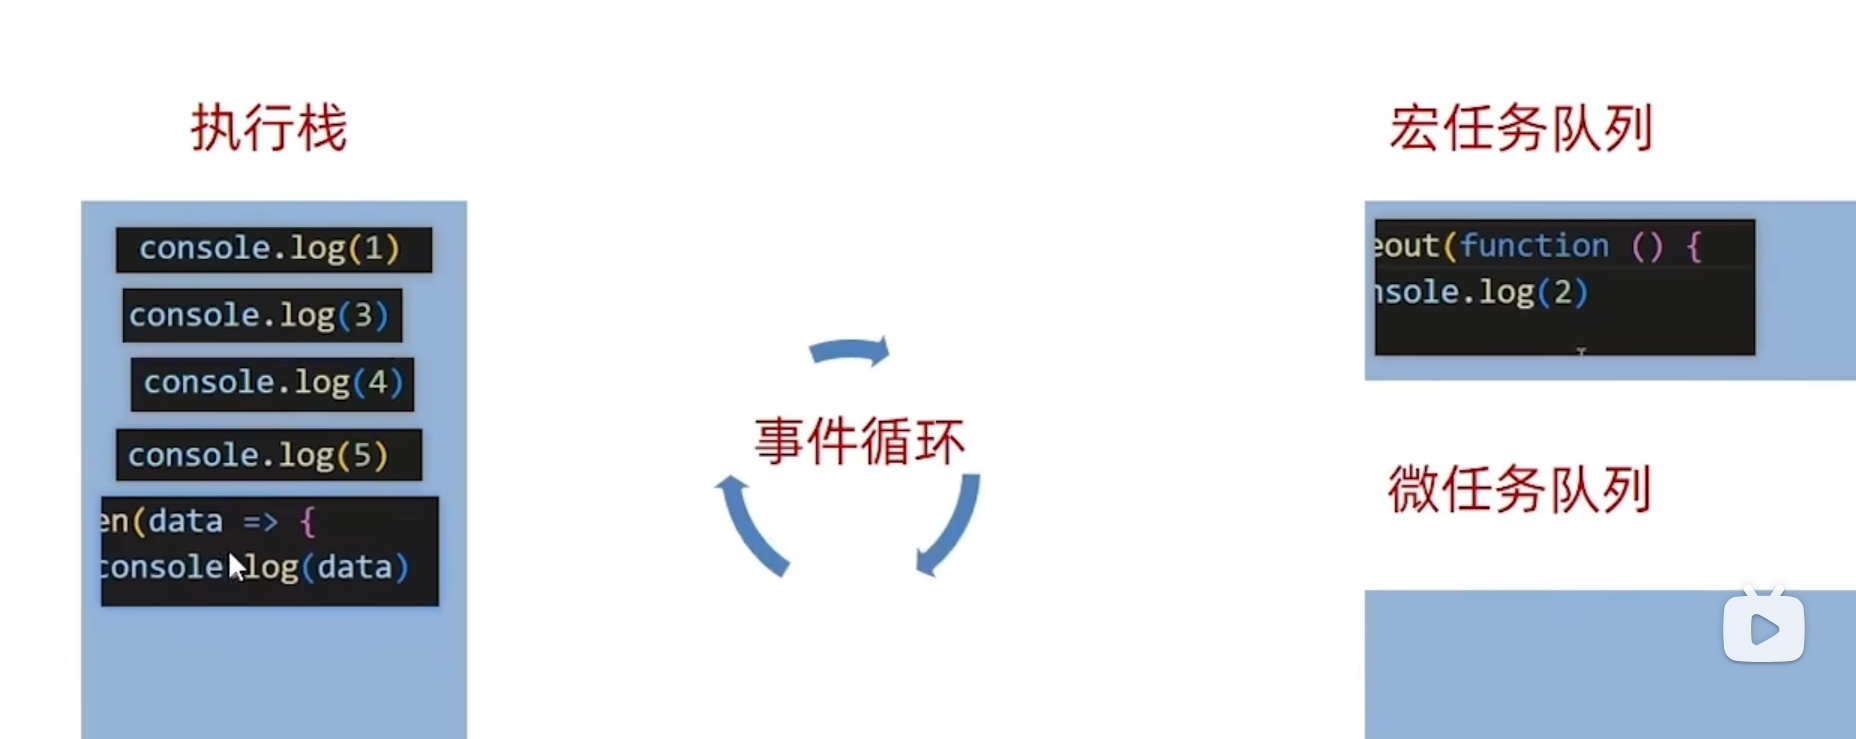 执行栈
console.log(1)
console.log(3)
console.log(4)
console.log(5)
en(data => {
console.log(data)
事件循环
宏任务队列
eout(function () {
nsole.log(2)
微任务队列